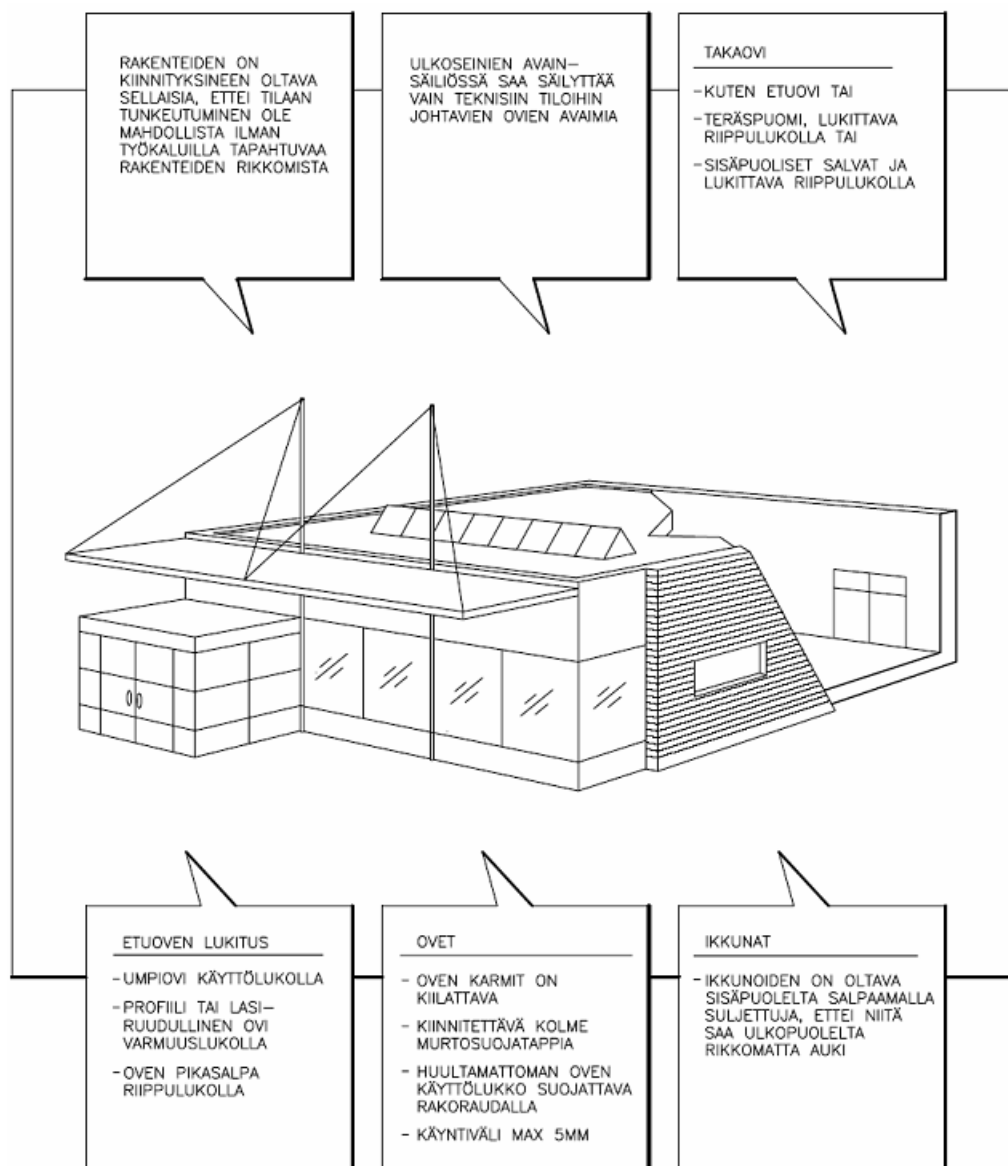 RAKENTEIDEN ON
KIINNITYKSINEEN OLTAVA
SELLAISIA, ETTEI TILAAN
TUNKEUTUMINEN OLE
MAHDOLLISTA ILMAN
TYÖKALUILLA TAPAHTUVAA
RAKENTEIDEN RIKKOMISTA
ULKOSEINIEN AVAIN-
SÄILIÖSSÄ SAA SÄILYTTÄÄ
VAIN TEKNISIIN TILOIHIN
JOHTAVIEN OVIEN AVAIMIA
TAKAOVI
- KUTEN ETUOVI TAI
- TERÄSPUOMI, LUKITTAVA
RIIPPULUKOLLA TAI
- SISÄPUOLISET SALVAT JA
LUKITTAVA RIIPPULUKOLLA
ETUOVEN LUKITUS
- UMPIOVI KÄYTTÖLUKOLLA
- PROFIILI TAI LASI-
RUUDULLINEN OVI
VARMUUSLUKOLLA
- OVEN PIKASALPA
RIIPPULUKOLLA
OVET
- OVEN KARMIT ON
KIILATTAVA
- KIINNITETTÄVÄ KOLME
MURTOSUOJATAPPIA
- HUULTAMATTOMAN OVEN
KÄYTTÖLUKKO SUOJATTAVA
RAKORAUDALLA
- KÄYNTIVÄLI MAX 5MM
IKKUNAT
- IKKUNOIDEN ON OLTAVA
SISÄPUOLELTA SALPAAMALLA
SULJETTUJA, ETTEI NIITÄ
SAA ULKOPUOLELTA
RIKKOMATTA AUKI